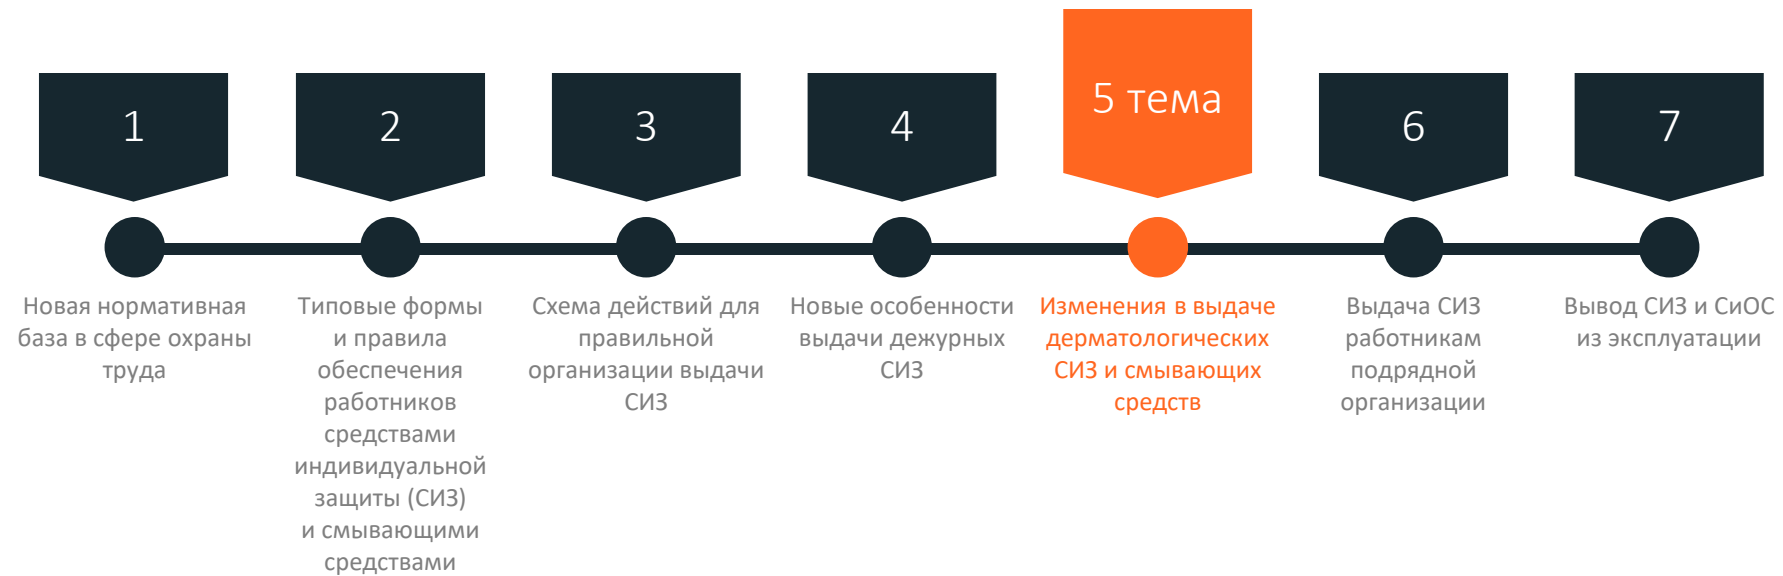 1
2
3
4
5 тема
6
7
Новая нормативная
база в сфере охраны
труда
Типовые формы
и правила
обеспечения
работников
средствами
индивидуальной
защиты (СИЗ)
и смывающими
средствами
Схема действий для
правильной
организации выдачи
СИЗ
Новые особенности
выдачи дежурных
СИЗ
Изменения в выдаче
дерматологических
СИЗ и смывающих
средств
Выдача СИЗ
работникам
подрядной
организации
Вывод СИЗ и СиОС
из эксплуатации